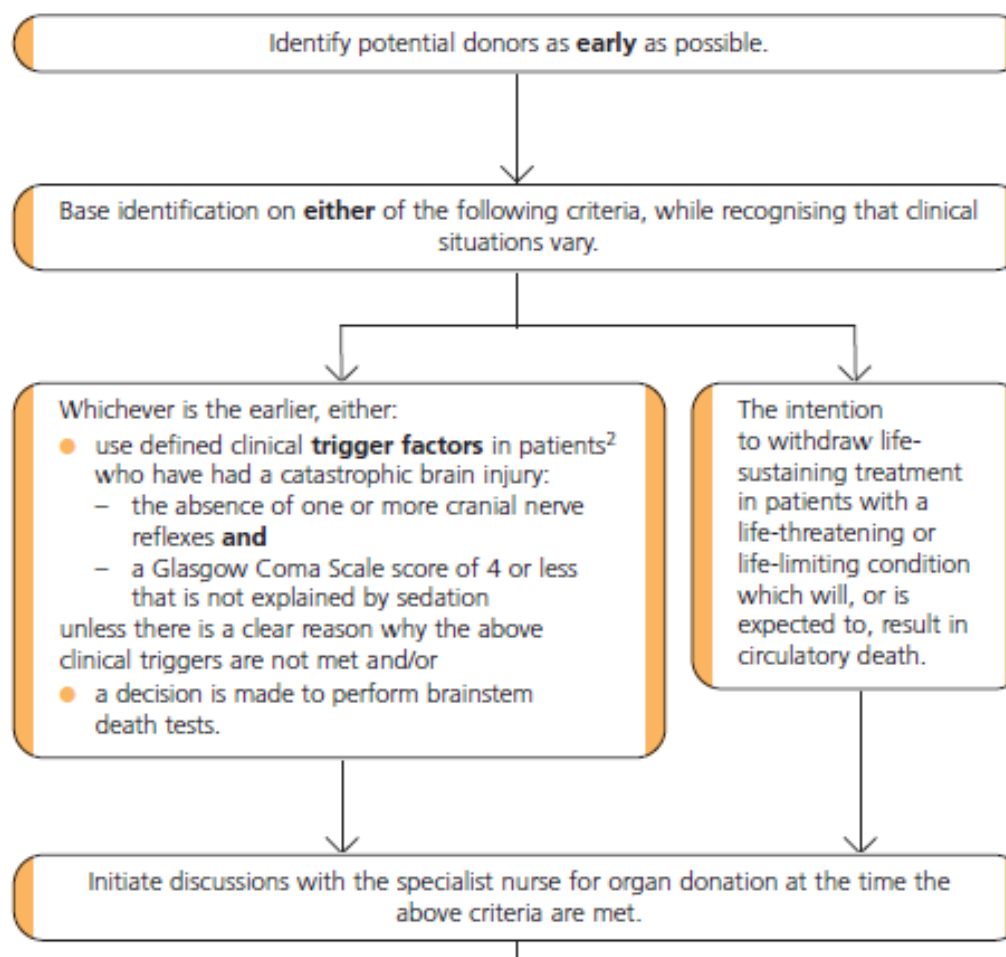 Identify potential donors as early as possible.
Base identification on either of the following criteria, while recognising that clinical
situations vary.
Whichever is the earlier, either:
● use defined clinical trigger factors in patients2
who have had a catastrophic brain injury:
– the absence of one or more cranial nerve
reflexes and
– a Glasgow Coma Scale score of 4 or less
that is not explained by sedation
unless there is a clear reason why the above
clinical triggers are not met and/or
● a decision is made to perform brainstem
death tests.
The intention
to withdraw life-
sustaining treatment
in patients with a
life-threatening or
life-limiting condition
which will, or is
expected to, result in
circulatory death.
Initiate discussions with the specialist nurse for organ donation at the time the
above criteria are met.